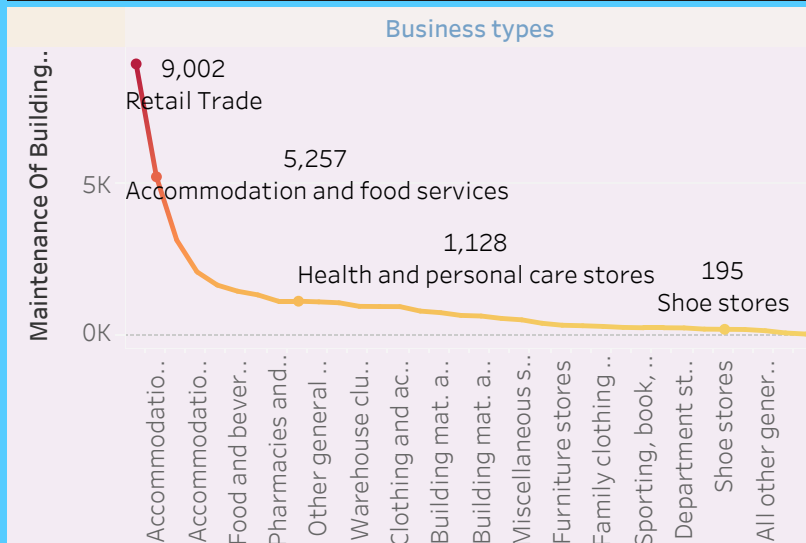 Business types
Maintenance Of Building..
5K
0K
9,002
Retail Trade
5,257
Accommodation and food services
1,128
Health and personal care stores
195
Shoe stores
Accommodatio..
Accommodatio..
Food and bever..
Pharmacies and..
Other general ..
Warehouse clu..
Clothing and ac..
Building mat. a..
Building mat. a..
Miscellaneous s..
Furniture stores
Family clothing ..
Sporting, book, ..
Department st..
Shoe stores
All other gener..